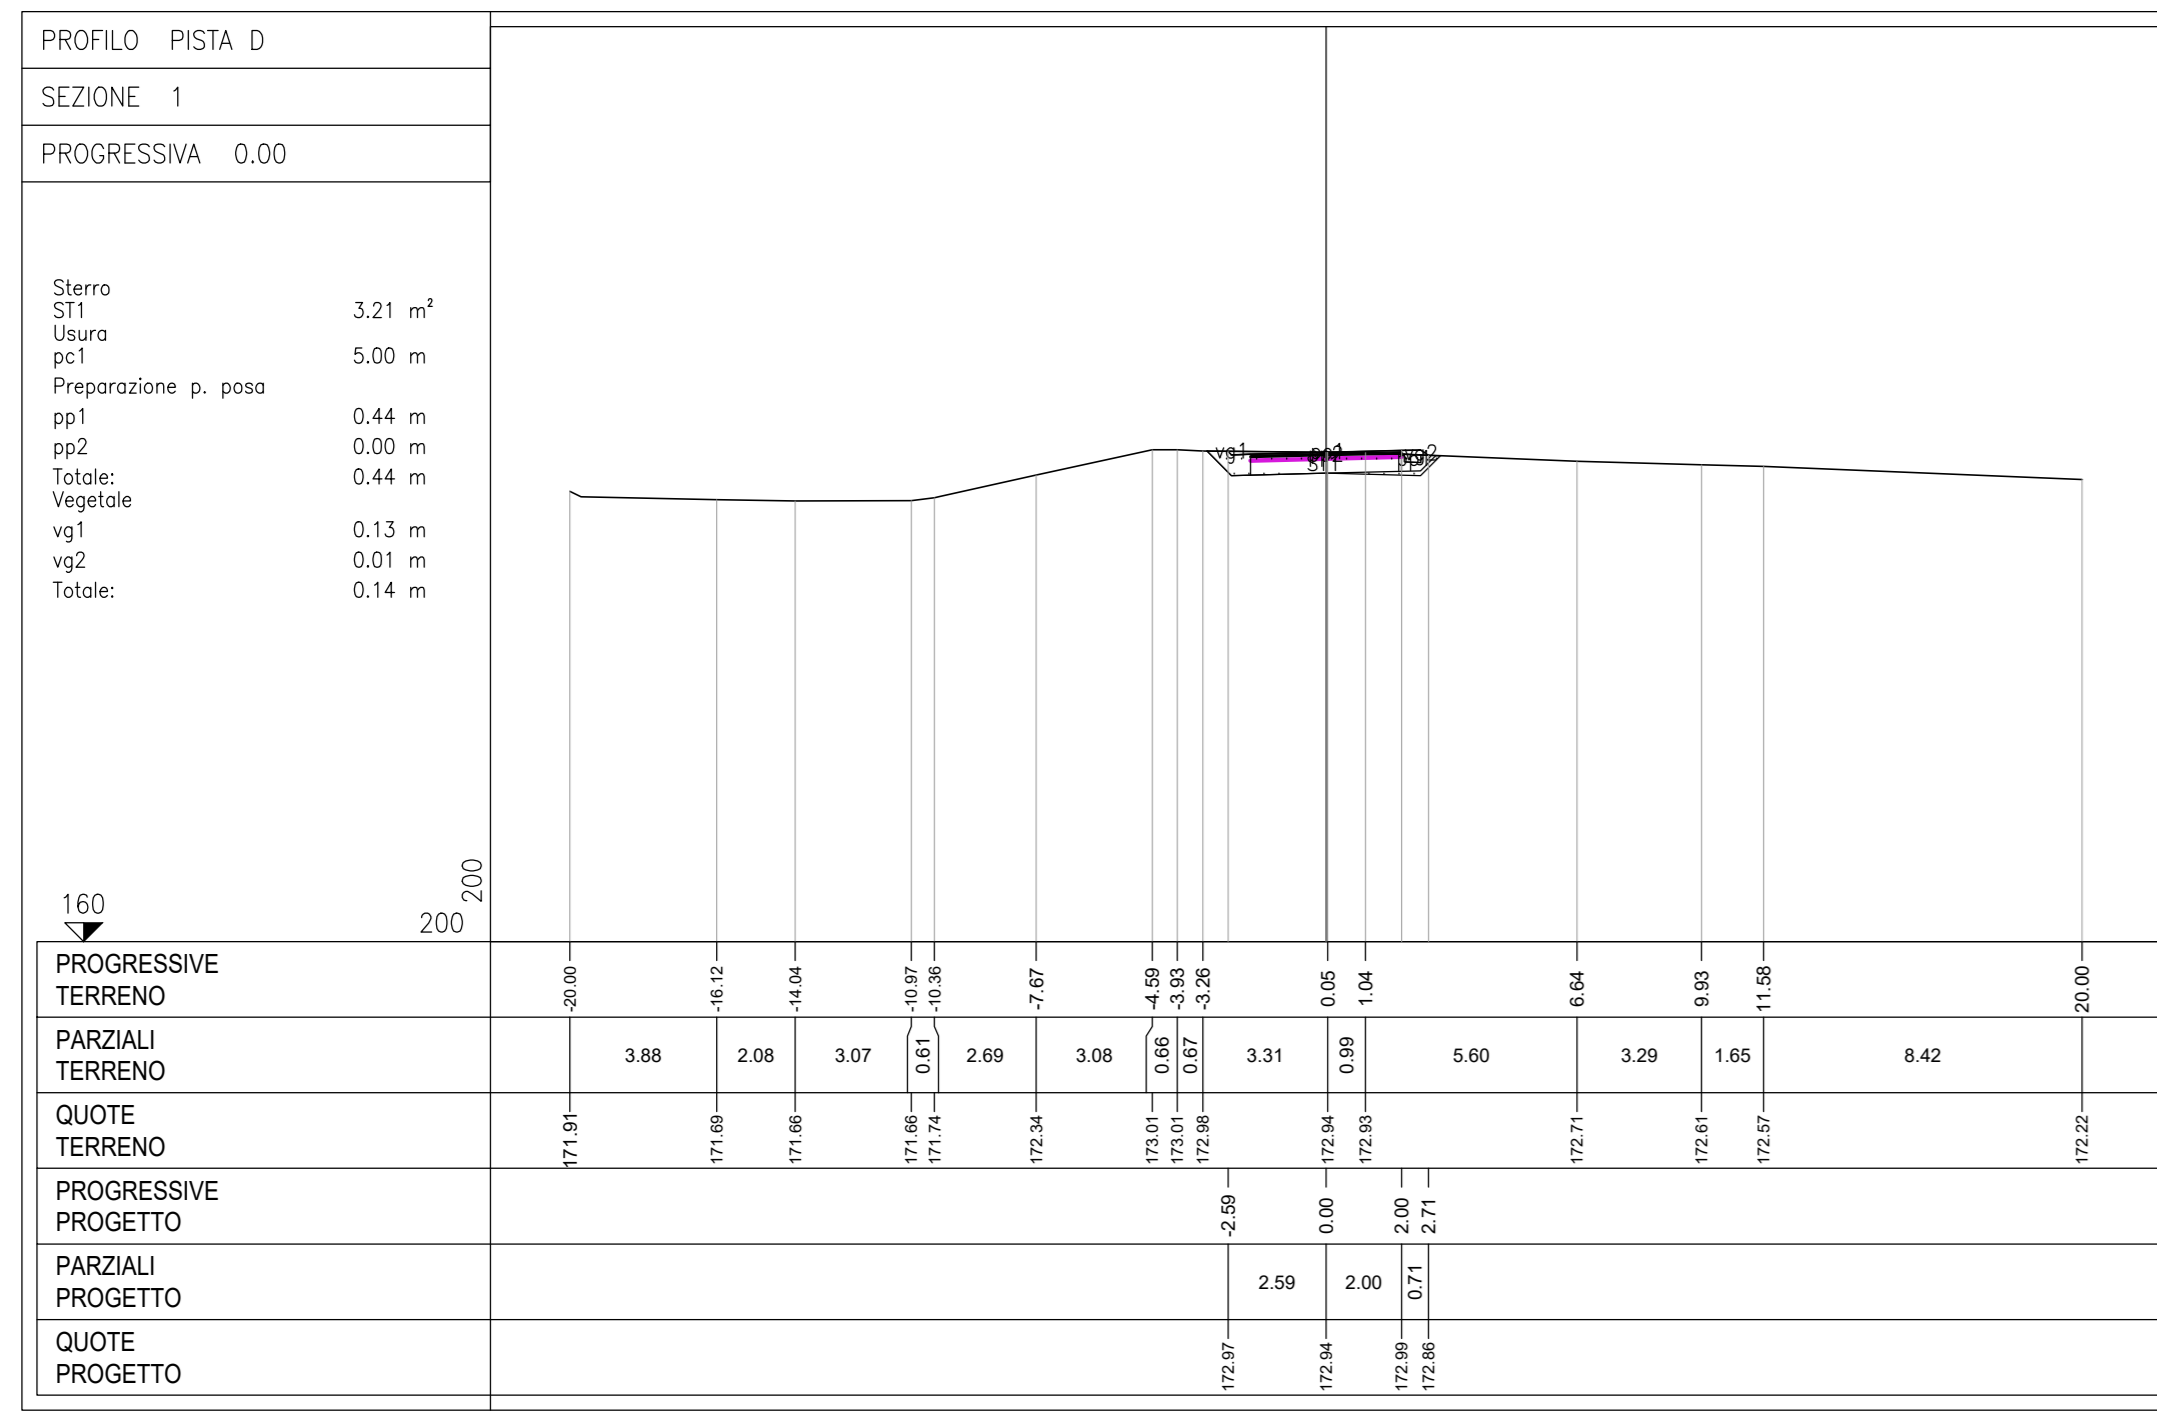 PROFILO PISTA D
SEZIONE 1
PROGRESSIVA 0.00
Sterro
ST1 3.21 m²
Usura
pc1 5.00 m
Preparazione p. posa
pp1 0.44 m
pp2 0.00 m
Totale: 0.44 m
Vegetale
vg1 0.13 m
vg2 0.01 m
Totale: 0.14 m
vg1 vg2
160
200
200
PROGRESSIVE
TERRENO
-20.00 -16.12 -14.04 -10.97 -10.36 -7.67 -4.59 -3.93 -3.26 0.05 1.04 6.64 9.93 11.58 20.00
PARZIALI
TERRENO
3.88 2.08 3.07 0.61 2.69 3.08 0.66 0.67 3.31 0.99 5.60 3.29 1.65 8.42
QUOTE
TERRENO
171.91 171.69 171.66 171.66 171.74 172.34 173.01 173.01 172.98 172.94 172.93 172.71 172.61 172.57 172.22
PROGRESSIVE
PROGETTO
-2.59 0.00 2.00 2.71
PARZIALI
PROGETTO
2.59 2.00 0.71
QUOTE
PROGETTO
172.97 172.94 172.99 172.86